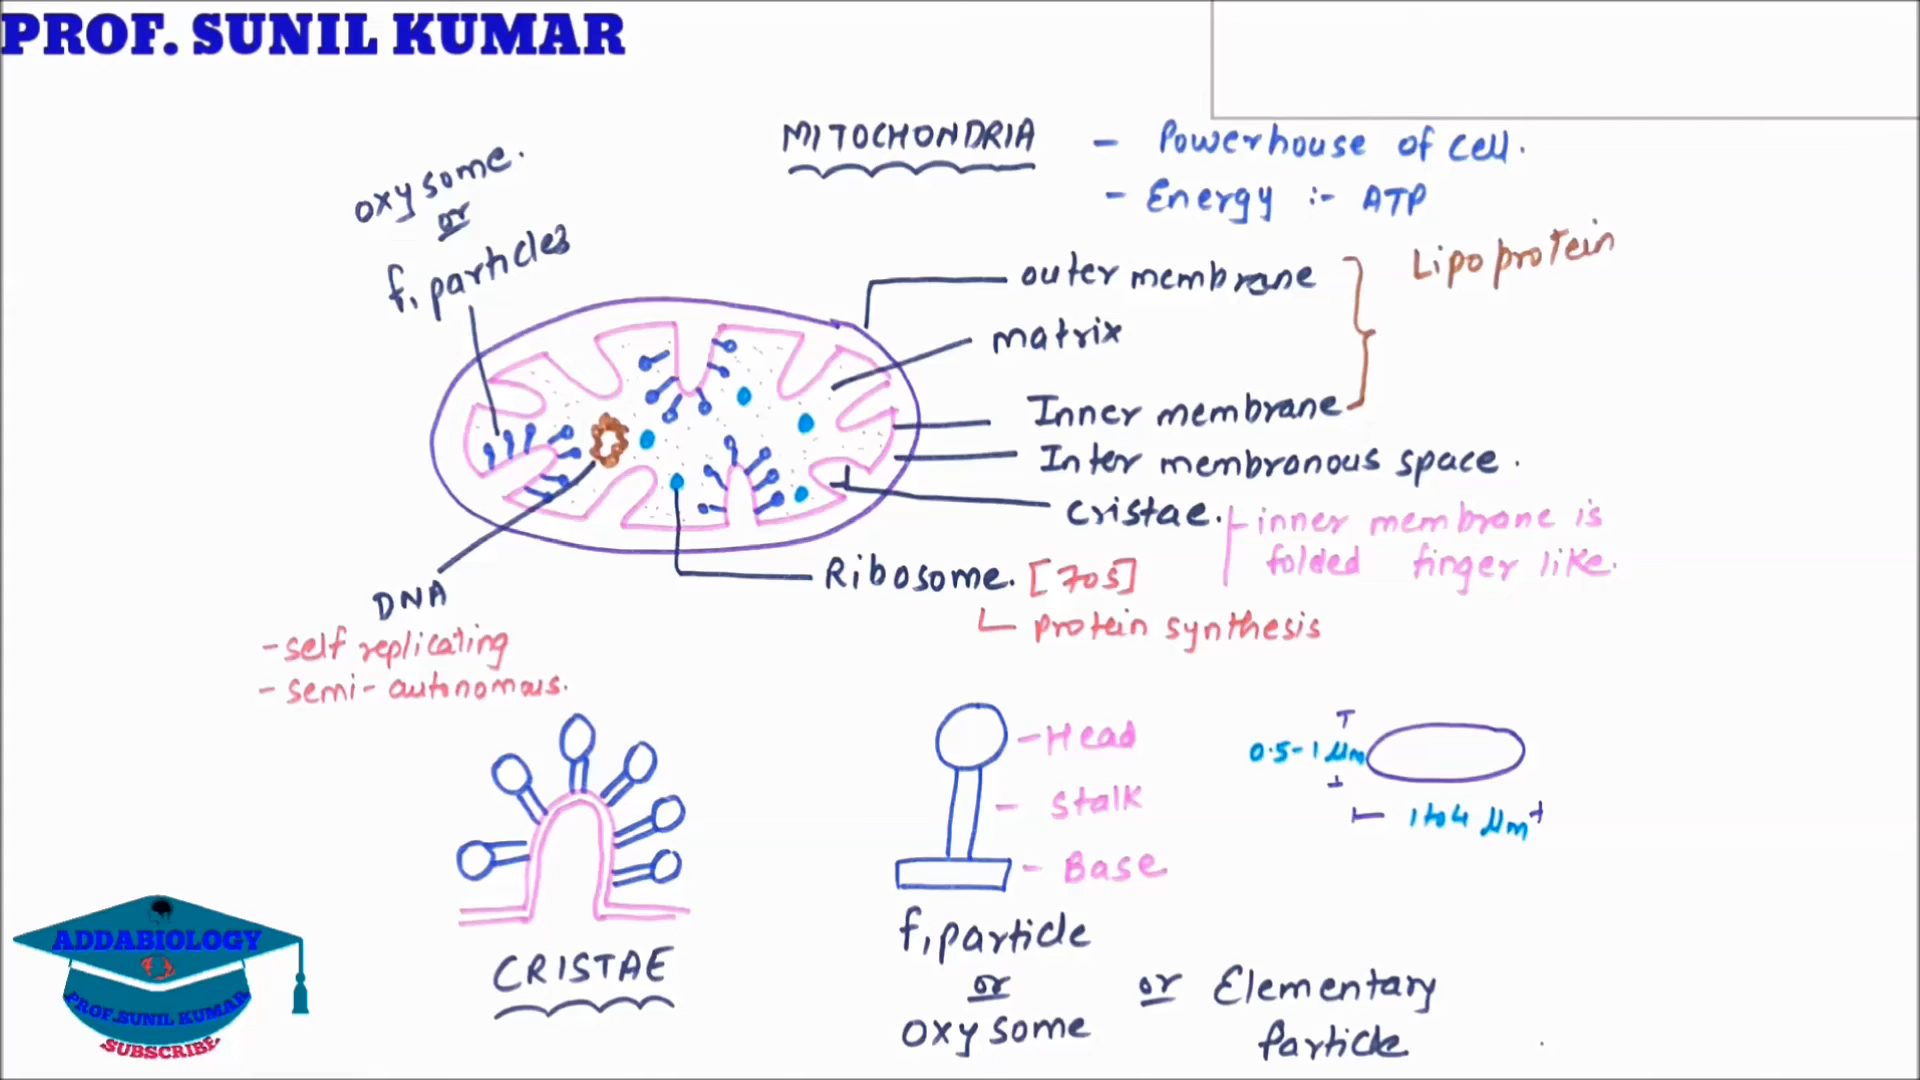 PROF. SUNIL KUMAR
MITOCHONDRIA - Powerhouse of cell.
- Energy :- ATP
oxysome.
or
f₁ particles
outer membrane
Lipoprotein
matrix
Inner membrane
Inter membranous space.
cristae.
inner membrane is
folded finger like.
Ribosome. [70S]
protein synthesis
DNA
- self replicating
- semi-autonomous.
CRISTAE
- Head
- Stalk
- Base
f₁ particle
or
oxysome
or Elementary
Particle
0.5-1 μm
1 to 4 μm
ADDABIOLOGY
PROF.SUNIL KUMAR
SUBSCRIBE